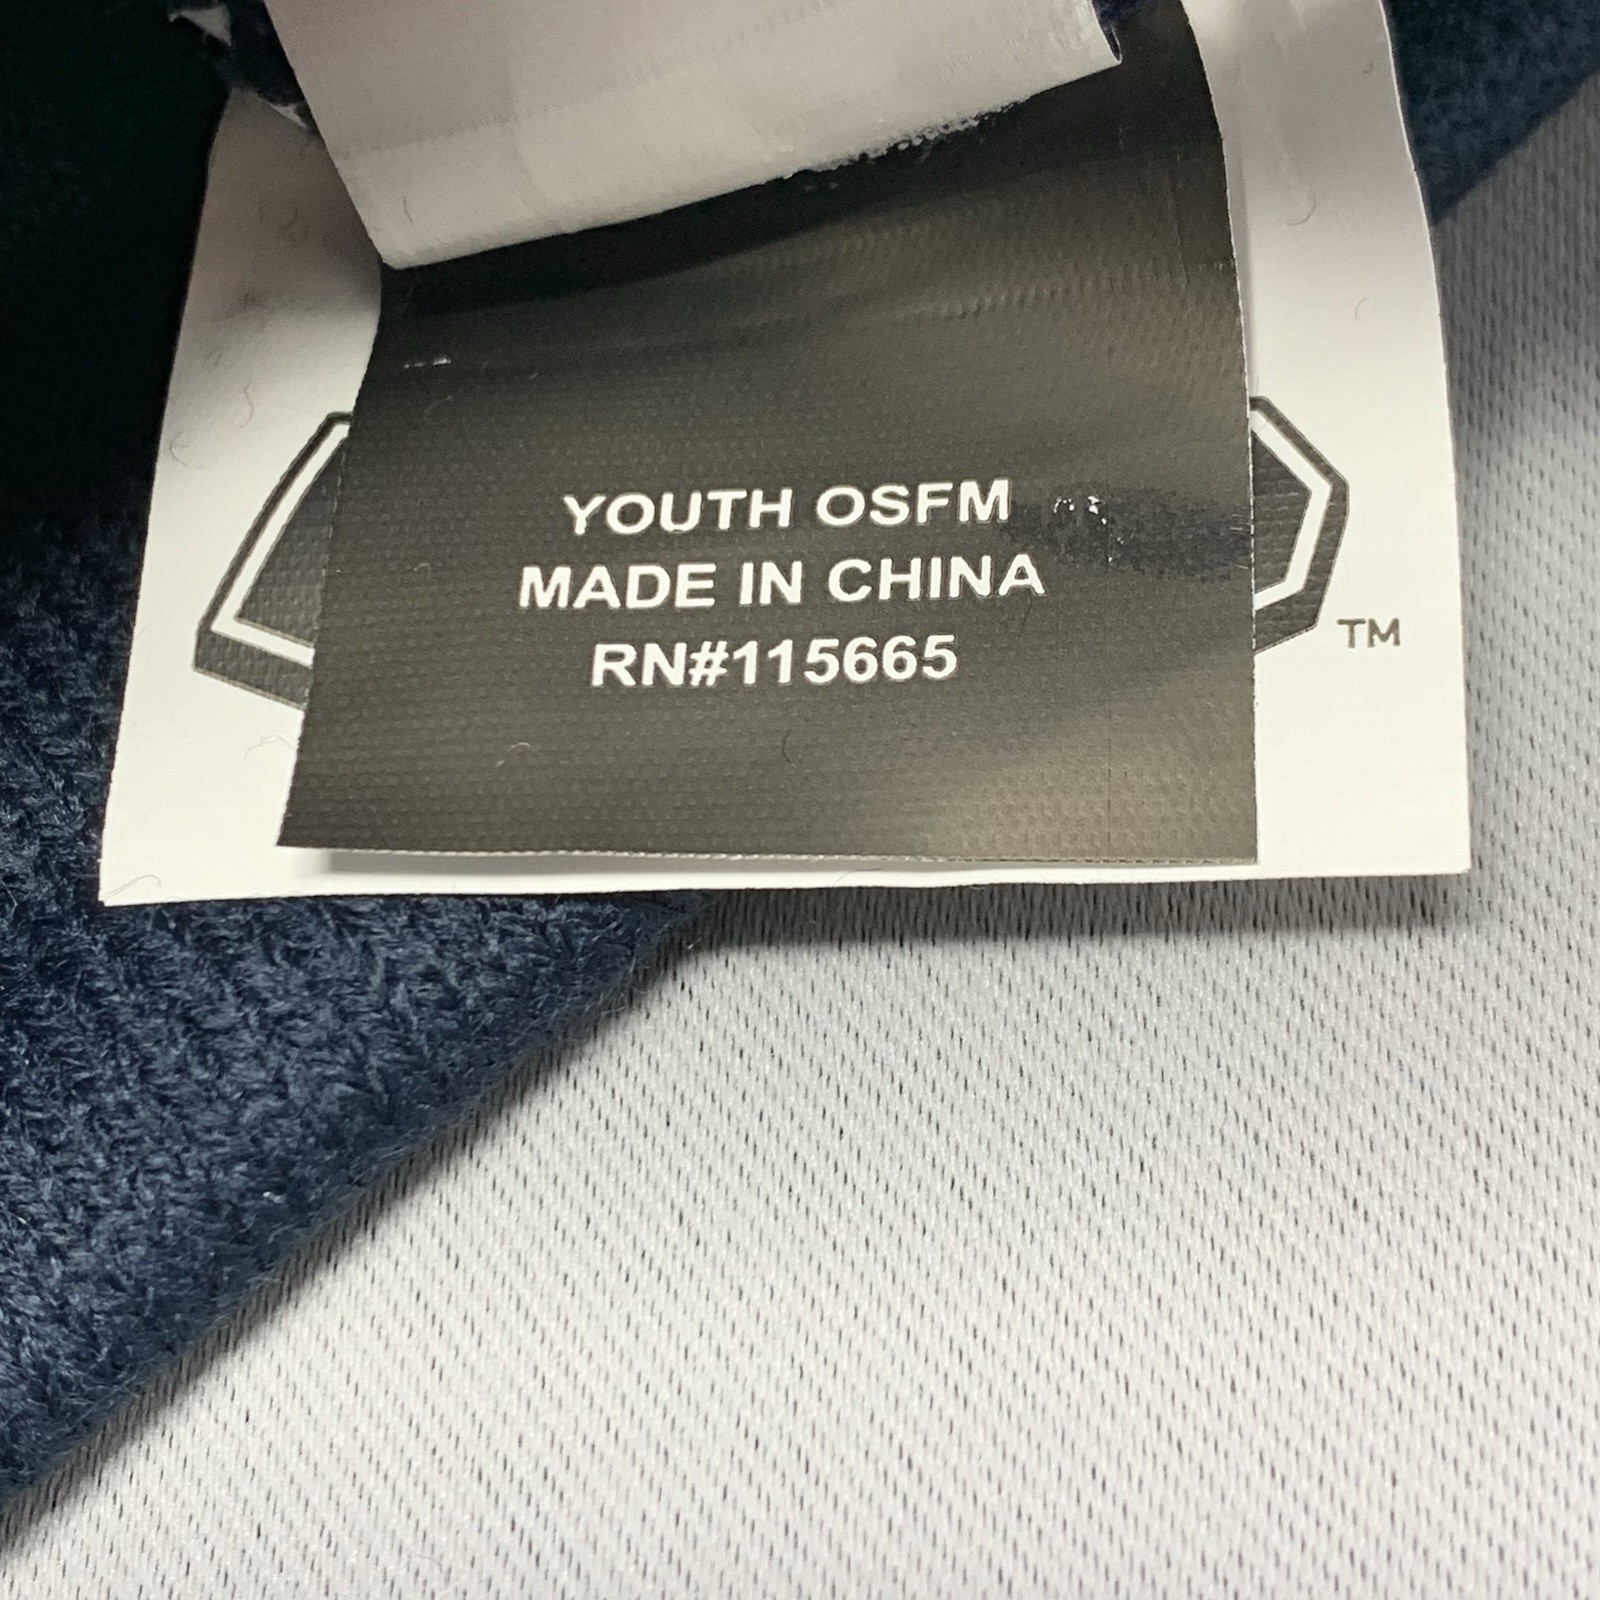 YOUTH OSFM
MADE IN CHINA
RN#115665
TM